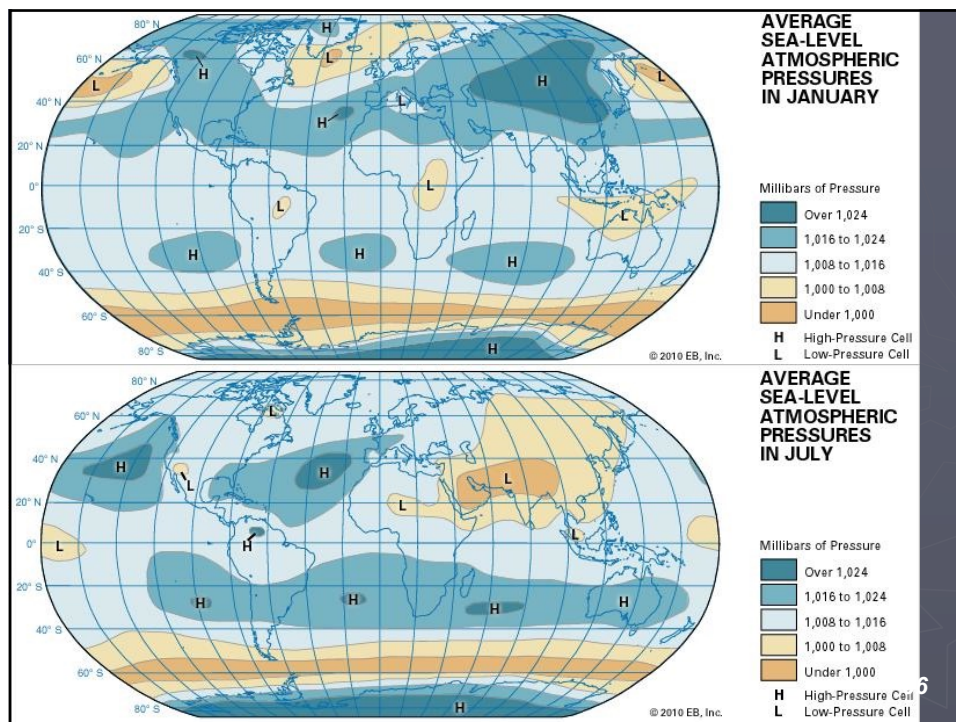 80° N
60° N
40° N
20° N
0°
20° S
40° S
60° S
80° S
H
L
H
L
L
H
L
H
L
L
L
H
H
H
H
© 2010 EB, Inc.
AVERAGE
SEA-LEVEL
ATMOSPHERIC
PRESSURES
IN JANUARY
Millibars of Pressure
Over 1,024
1,016 to 1,024
1,008 to 1,016
1,000 to 1,008
Under 1,000
H High-Pressure Cell
L Low-Pressure Cell
80° N
60° N
40° N
20° N
0°
20° S
40° S
60° S
80° S
L
H
H
L
L
L
L
L
H
H
H
H
H
H
© 2010 EB, Inc.
AVERAGE
SEA-LEVEL
ATMOSPHERIC
PRESSURES
IN JULY
Millibars of Pressure
Over 1,024
1,016 to 1,024
1,008 to 1,016
1,000 to 1,008
Under 1,000
H High-Pressure Cell
L Low-Pressure Cell